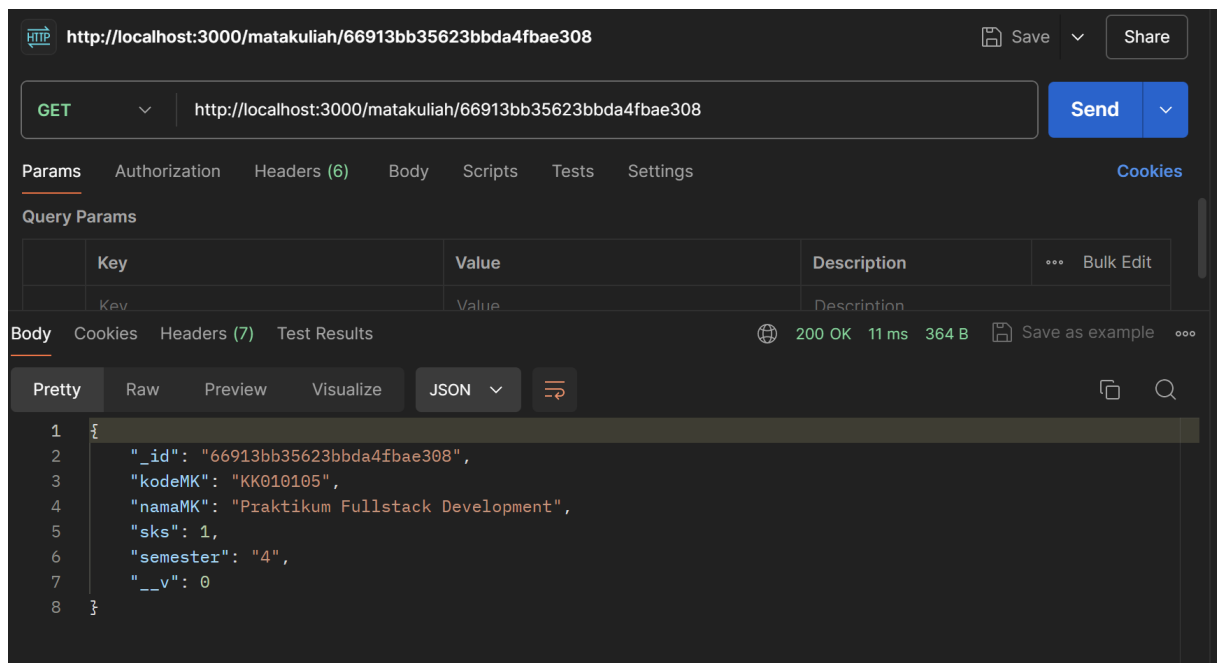 HTTP http://localhost:3000/matakuliah/66913bb35623bbda4fbae308 Save Share
GET http://localhost:3000/matakuliah/66913bb35623bbda4fbae308 Send
Params Authorization Headers (6) Body Scripts Tests Settings Cookies
Query Params
Key Value Description ooo Bulk Edit
Key Value Description
Body Cookies Headers (7) Test Results 200 OK 11 ms 364 B Save as example ooo
Pretty Raw Preview Visualize JSON
1 {
2 "_id": "66913bb35623bbda4fbae308",
3 "kodeMK": "KK010105",
4 "namaMK": "Praktikum Fullstack Development",
5 "sks": 1,
6 "semester": "4",
7 "__v": 0
8 }